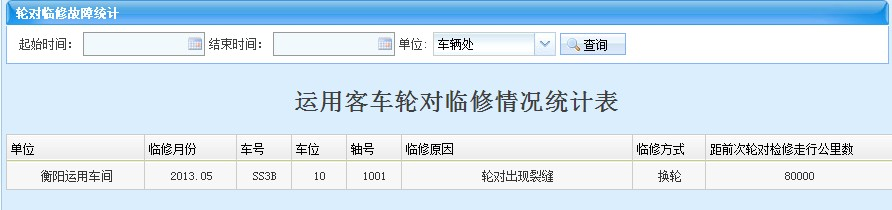 轮对临修故障统计
起始时间: 结束时间: 单位: 车辆处 查询
运用客车轮对临修情况统计表
单位 临修月份 车号 车位 轴号 临修原因 临修方式 距前次轮对检修走行公里数
衡阳运用车间 2013.05 SS3B 10 1001 轮对出现裂缝 换轮 80000